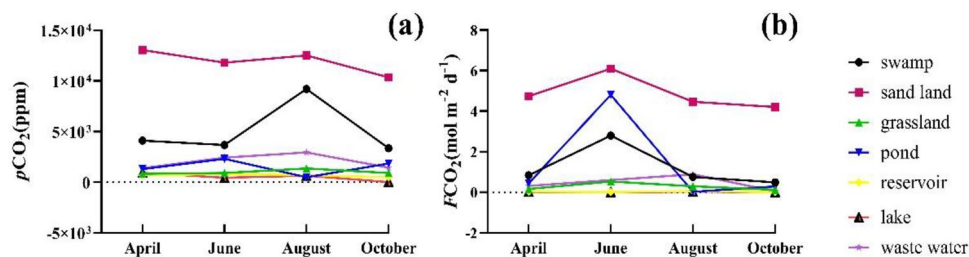 (a)
pCO₂(ppm)
1.5×10⁴
1×10⁴
5×10³
0
-5×10³
April June August October
(b)
FCO₂(mol m⁻² d⁻¹)
8
6
4
2
0
-2
April June August October
swamp
sand land
grassland
pond
reservoir
lake
waste water